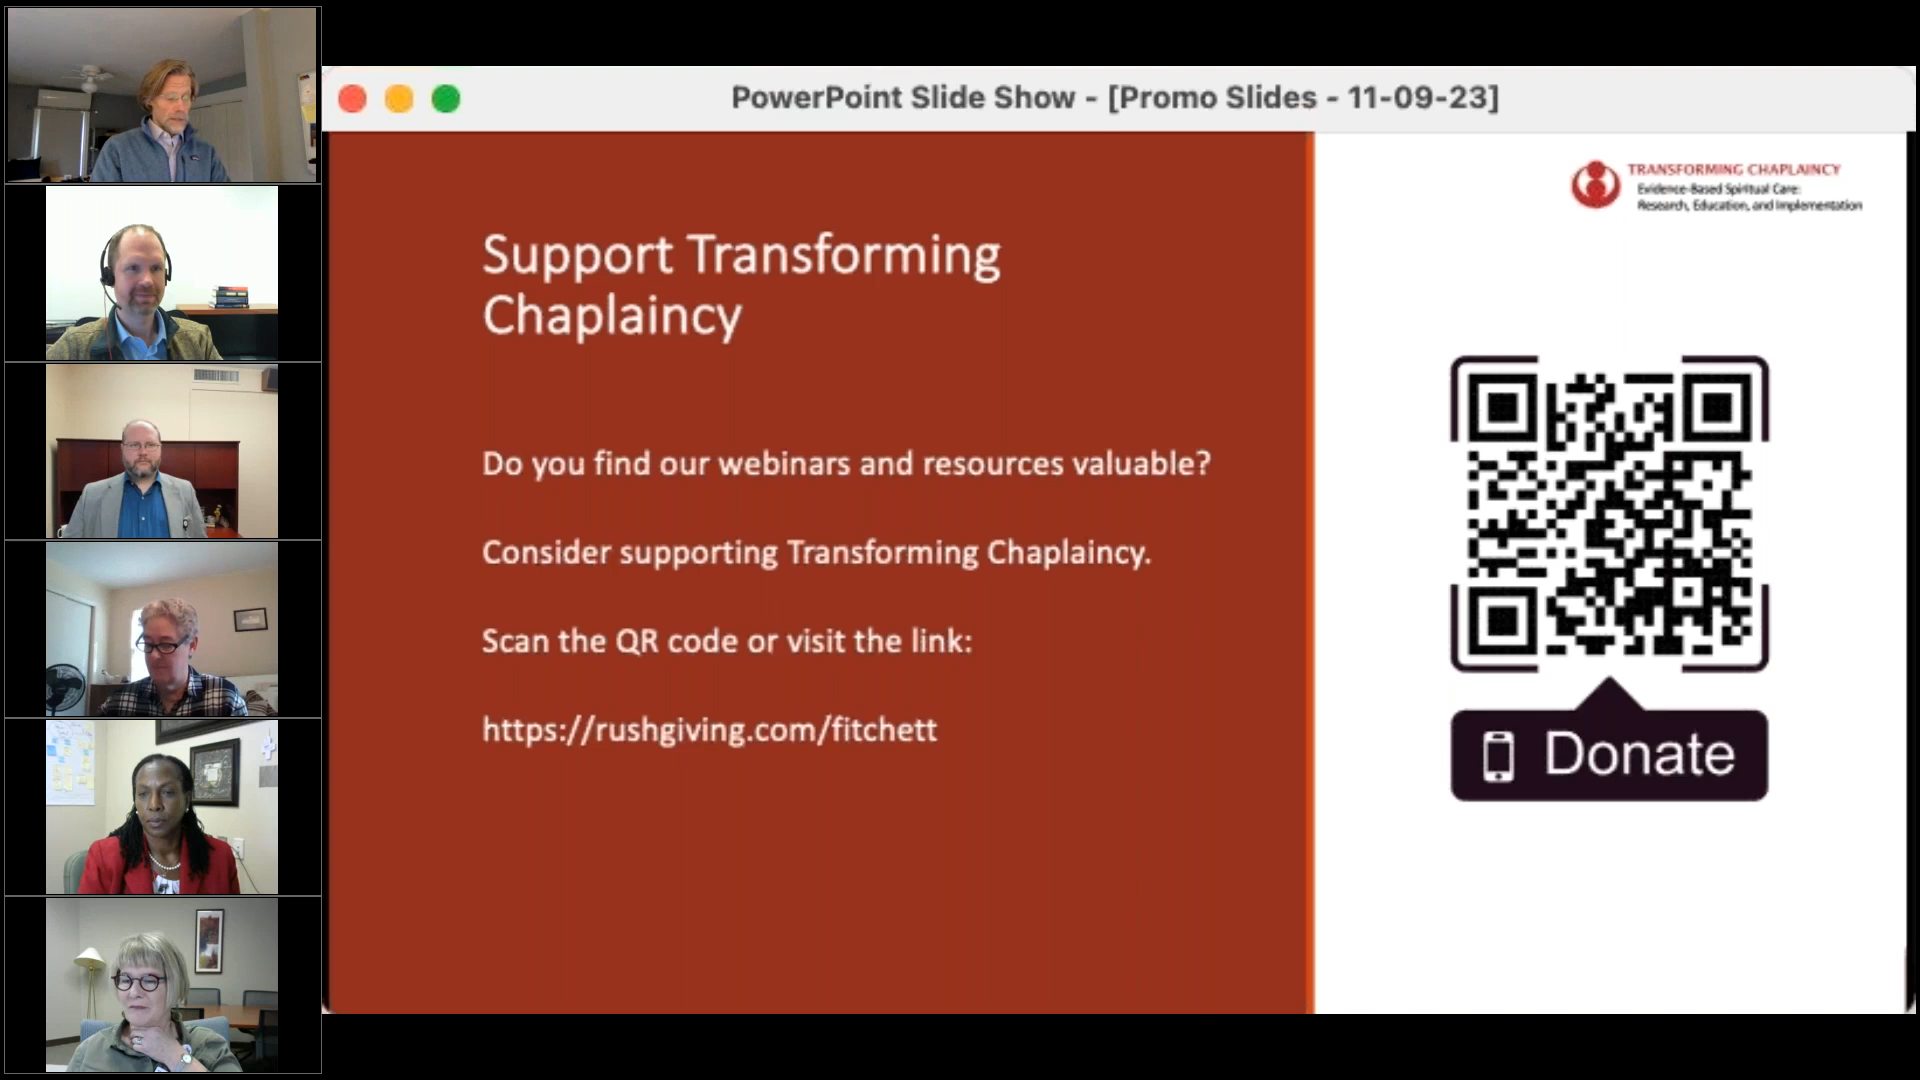 PowerPoint Slide Show - [Promo Slides - 11-09-23]
TRANSFORMING CHAPLAINCY
Evidence-Based Spiritual Care:
Research, Education, and Implementation
Support Transforming
Chaplaincy
Do you find our webinars and resources valuable?
Consider supporting Transforming Chaplaincy.
Scan the QR code or visit the link:
https://rushgiving.com/fitchett
Donate